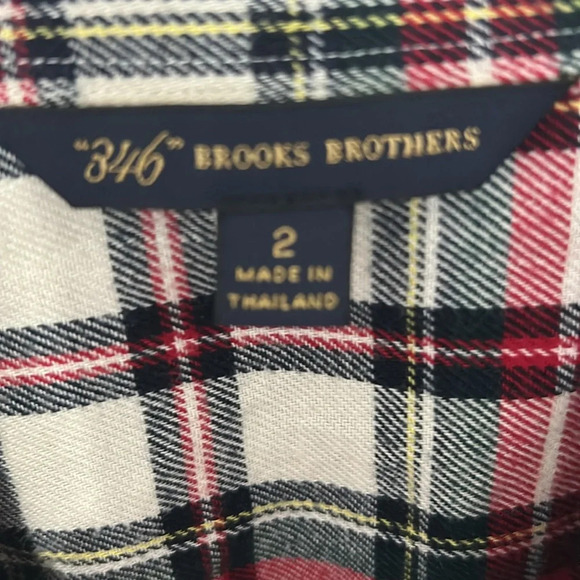 "346" BROOKS BROTHERS
2
MADE IN
THAILAND